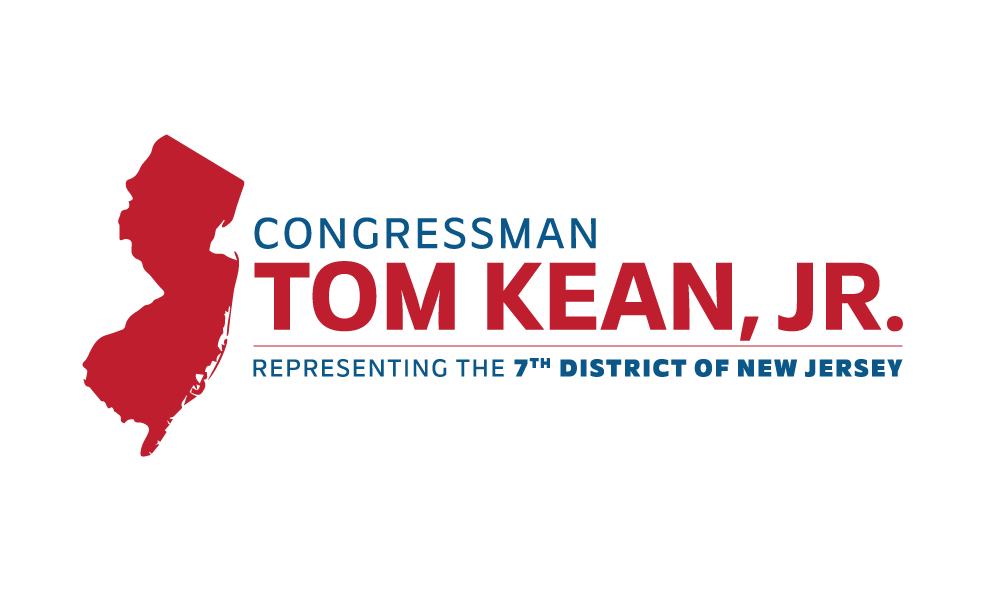 CONGRESSMAN
TOM KEAN, JR.
REPRESENTING THE 7TH DISTRICT OF NEW JERSEY